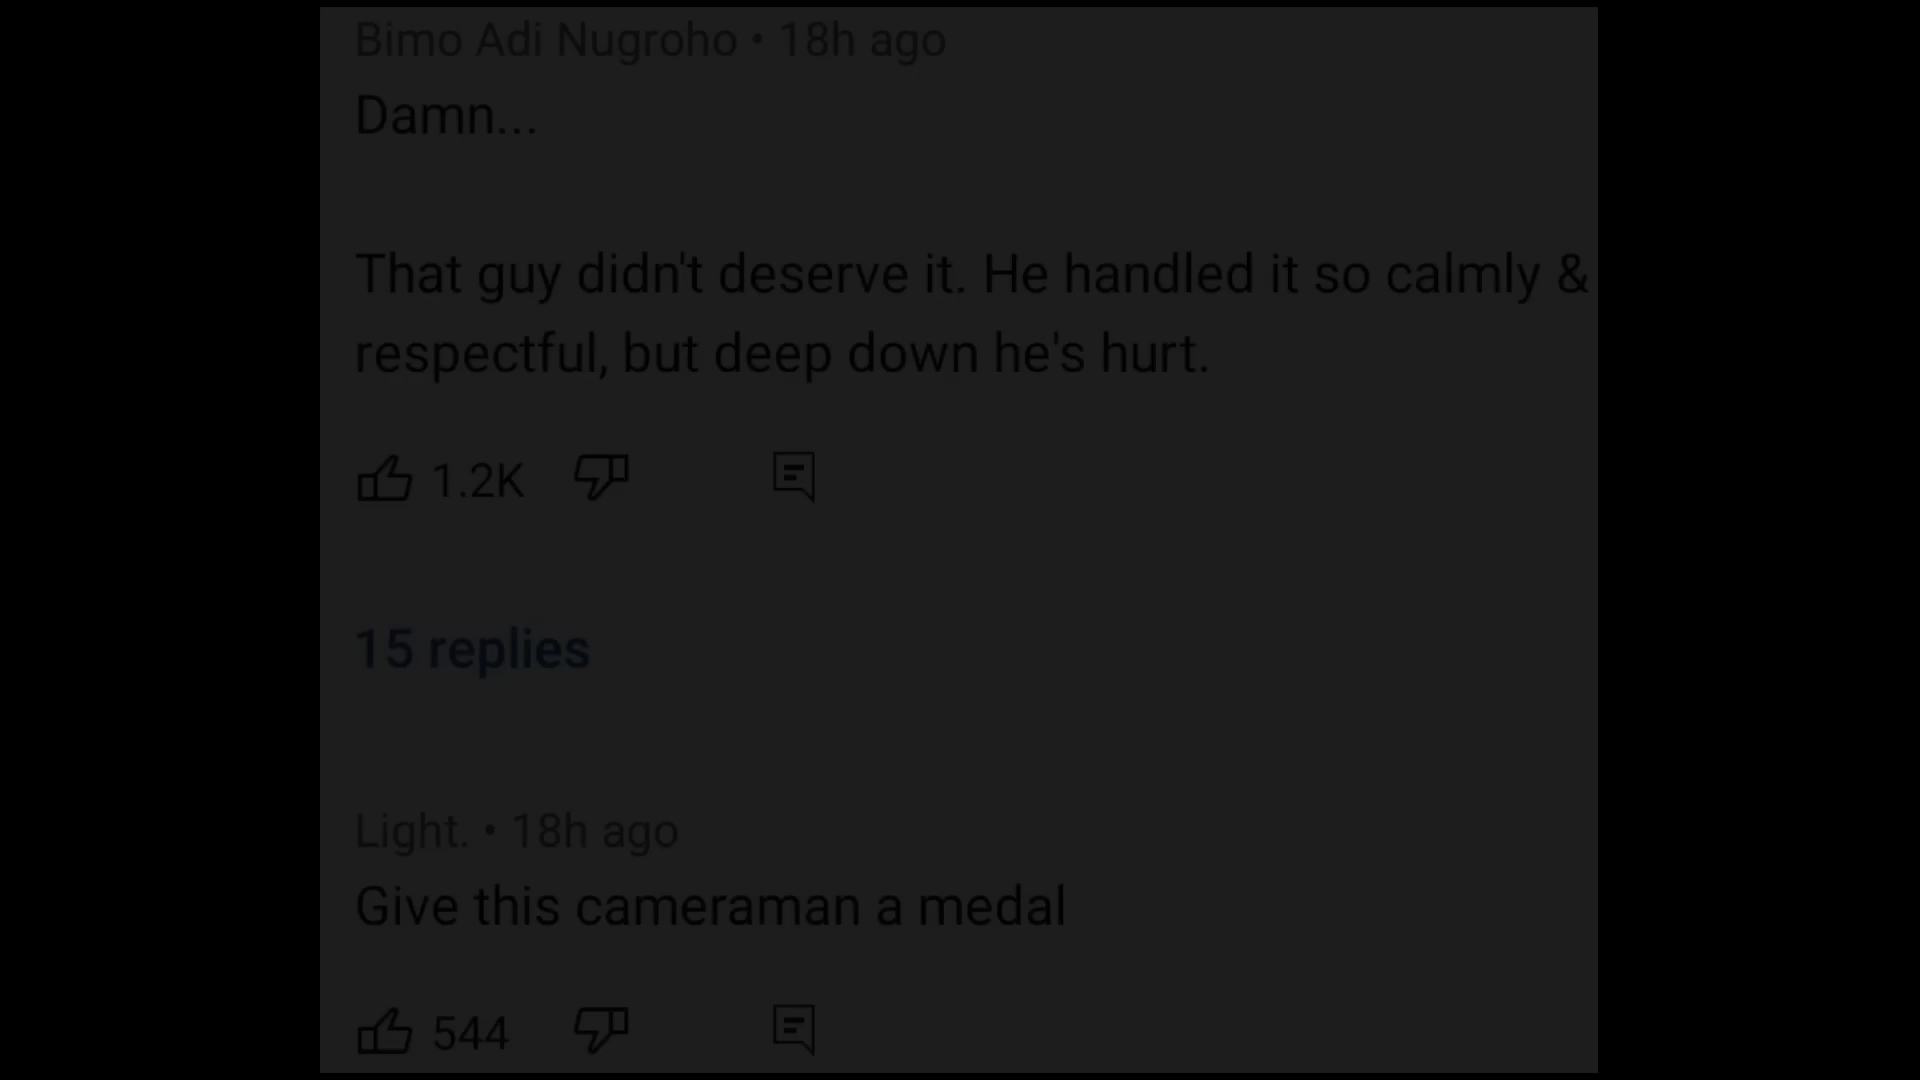 Bimo Adi Nugroho • 18h ago
Damn...
That guy didn't deserve it. He handled it so calmly &
respectful, but deep down he's hurt.
1.2K
15 replies
Light. • 18h ago
Give this cameraman a medal
544